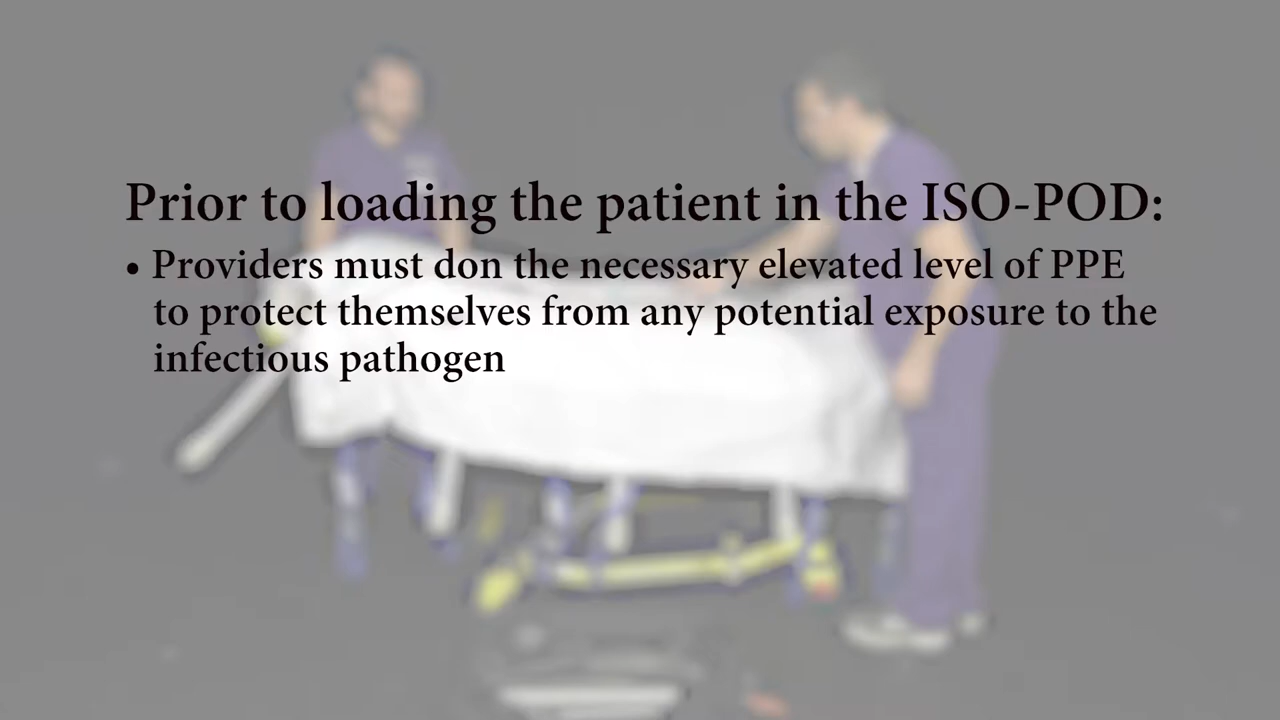 Prior to loading the patient in the ISO-POD:
• Providers must don the necessary elevated level of PPE
to protect themselves from any potential exposure to the
infectious pathogen